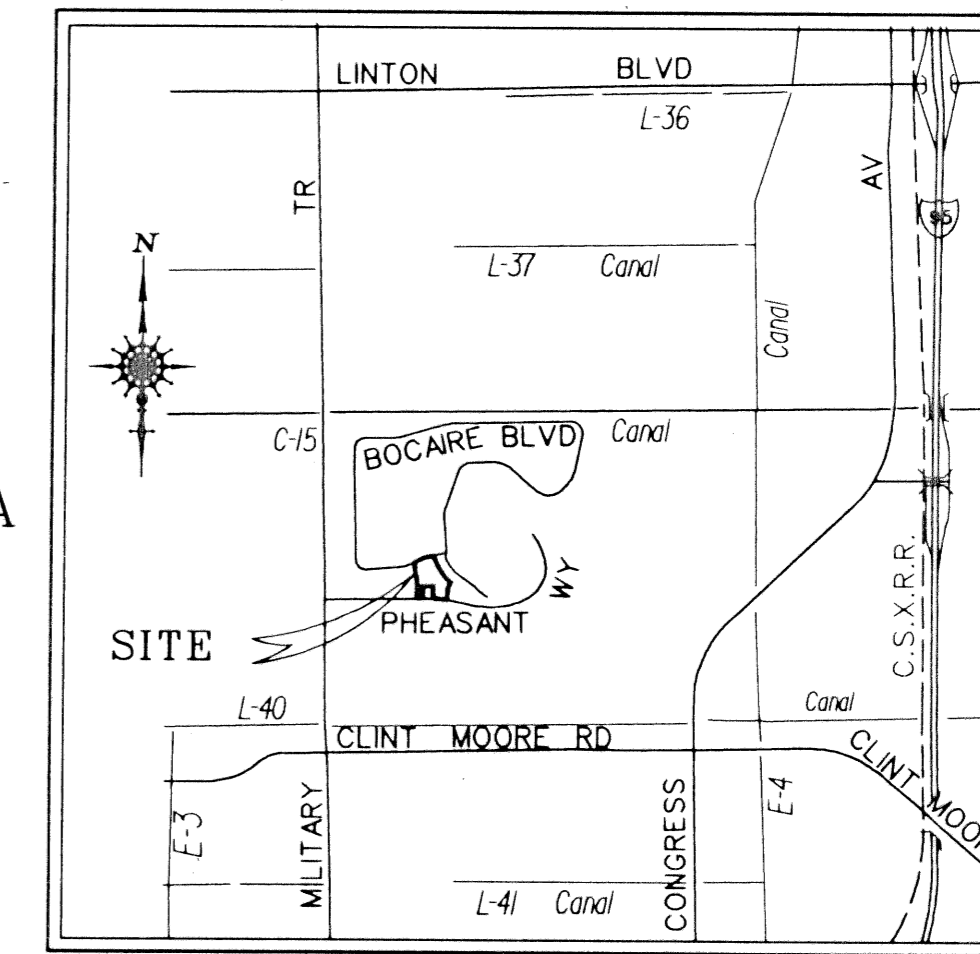 LINTON BLVD
L-36
TR
AV
95
N
L-37 Canal
Canal
C-15
BOCAIRE BLVD
Canal
A
WY
PHEASANT
SITE
C.S.X.R.R.
L-40
Canal
CLINT MOORE RD
CLINT MOOR
E-3
MILITARY
CONGRESS
E-4
L-41 Canal